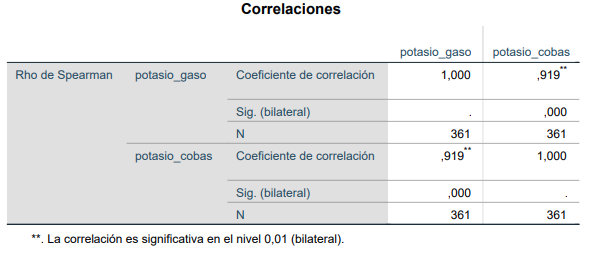 Correlaciones
potasio_gaso potasio_cobas
Rho de Spearman potasio_gaso Coeficiente de correlación 1,000 ,919**
Sig. (bilateral) . ,000
N 361 361
potasio_cobas Coeficiente de correlación ,919** 1,000
Sig. (bilateral) ,000 .
N 361 361
**. La correlación es significativa en el nivel 0,01 (bilateral).